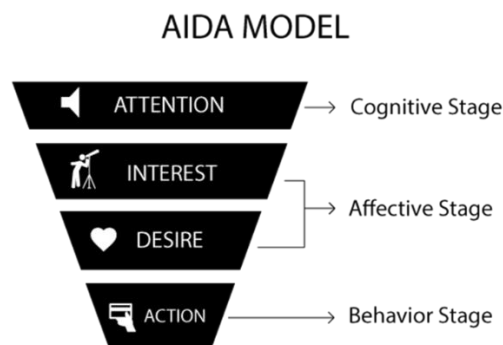 AIDA MODEL
ATTENTION
Cognitive Stage
INTEREST
Affective Stage
DESIRE
ACTION
Behavior Stage